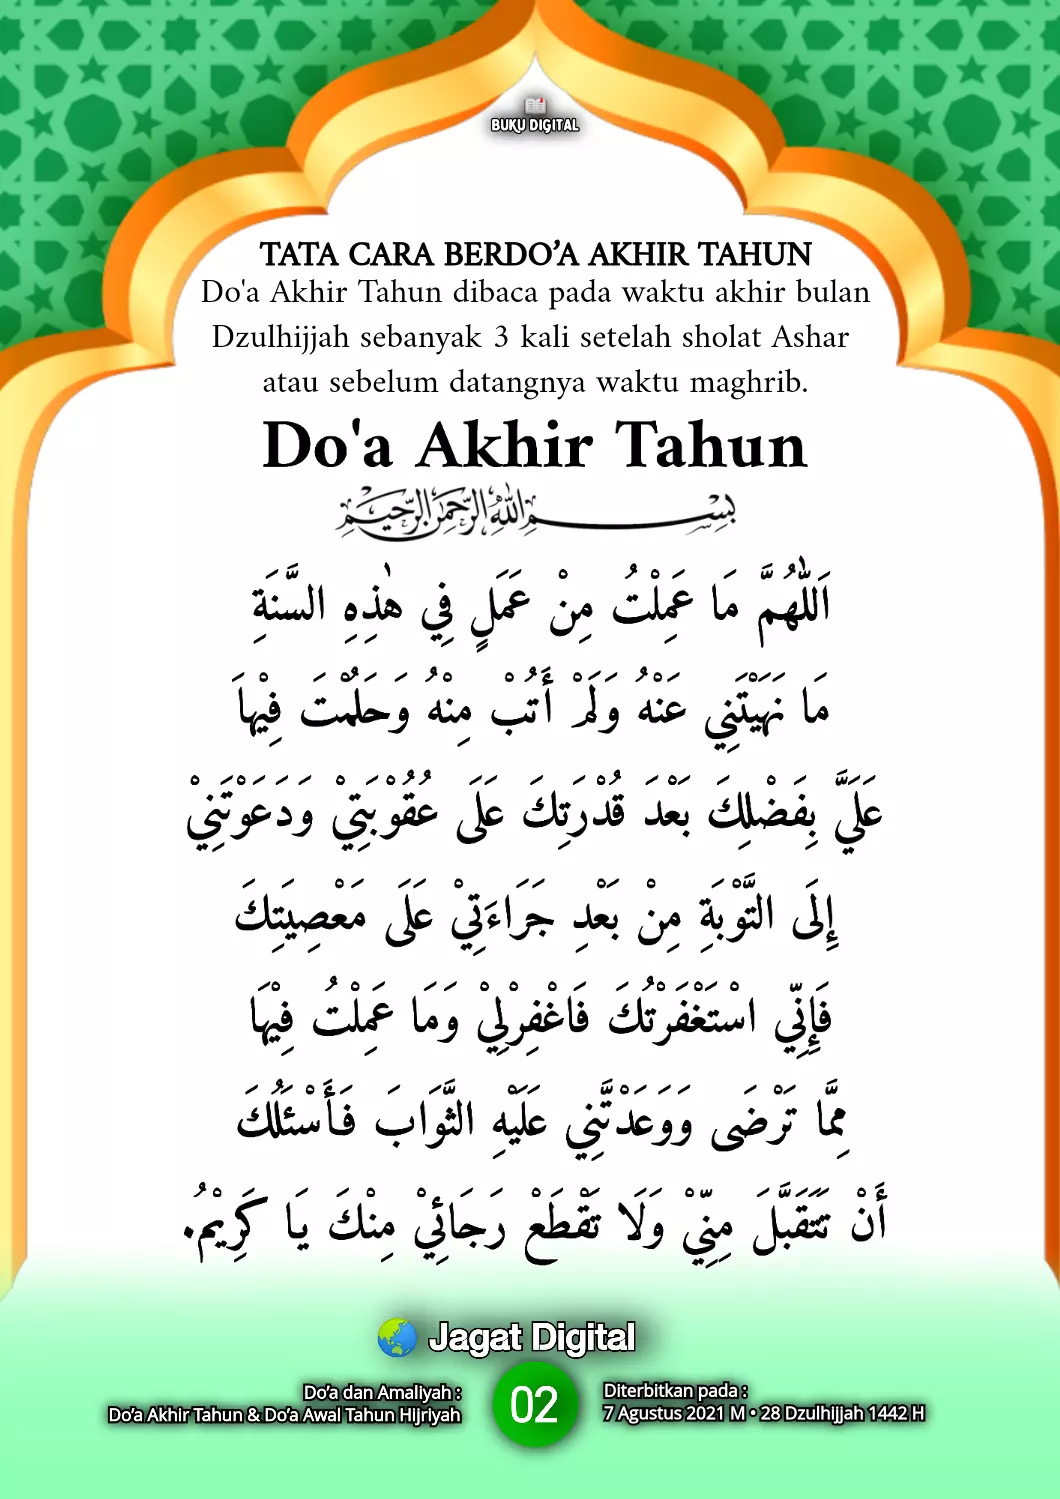 BUKU DIGITAL
TATA CARA BERDO’A AKHIR TAHUN
Do'a Akhir Tahun dibaca pada waktu akhir bulan
Dzulhijjah sebanyak 3 kali setelah sholat Ashar
atau sebelum datangnya waktu maghrib.
Do'a Akhir Tahun
بِسْمِ اللهِ الرَّحْمٰنِ الرَّحِيْمِ
اَللّٰهُمَّ مَا عَمِلْتُ مِنْ عَمَلٍ فِي هٰذِهِ السَّنَةِ
مَا نَهَيْتَنِي عَنْهُ وَلَمْ أَتُبْ مِنْهُ وَحَلُمْتَ فِيْهاَ
عَلَيَّ بِفَضْلِكَ بَعْدَ قُدْرَتِكَ عَلَى عُقُوْبَتِيْ وَدَعَوْتَنِيْ
إِلَى التَّوْبَةِ مِنْ بَعْدِ جَرَاءَتِيْ عَلَى مَعْصِيَتِكَ
فَإِنِّي اسْتَغْفَرْتُكَ فَاغْفِرْلِيْ وَمَا عَمِلْتُ فِيْهَا
مِمَّا تَرْضَى وَوَعَدْتَّنِي عَلَيْهِ الثَّوَابَ فَأَسْئَلُكَ
أَنْ تَتَقَبَّلَ مِنِّيْ وَلَا تَقْطَعْ رَجَائِيْ مِنْكَ يَا كَرِيْمُ.
Jagat Digital
Do’a dan Amaliyah :
Do’a Akhir Tahun & Do’a Awal Tahun Hijriyah
02
Diterbitkan pada :
7 Agustus 2021 M • 28 Dzulhijjah 1442 H